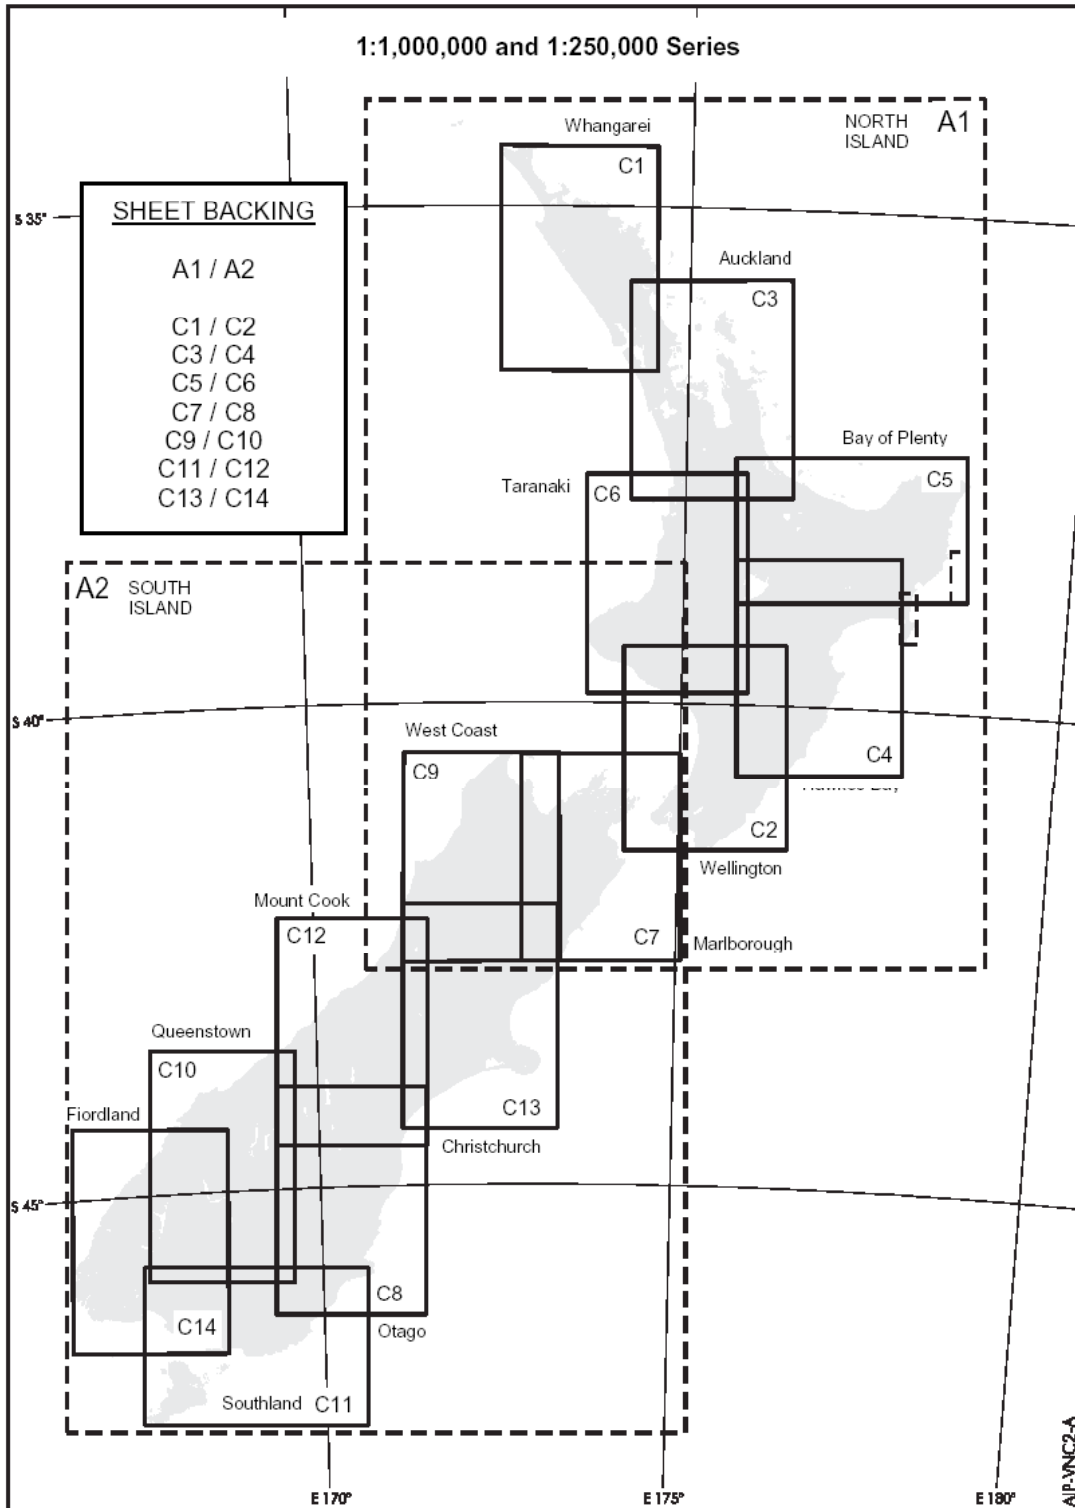 1:1,000,000 and 1:250,000 Series
NORTH
ISLAND
A1
Whangarei
C1
SHEET BACKING
A1 / A2
C1 / C2
C3 / C4
C5 / C6
C7 / C8
C9 / C10
C11 / C12
C13 / C14
S 35°
Auckland
C3
Bay of Plenty
C5
Taranaki
C6
A2
SOUTH
ISLAND
S 40°
West Coast
C9
C4
Hawkes Bay
C2
Wellington
Mount Cook
C12
C7
Marlborough
Queenstown
C10
Fiordland
C13
Christchurch
S 45°
C8
C14
Otago
Southland
C11
E 170°
E 175°
E 180°
AIP-VNC2-A